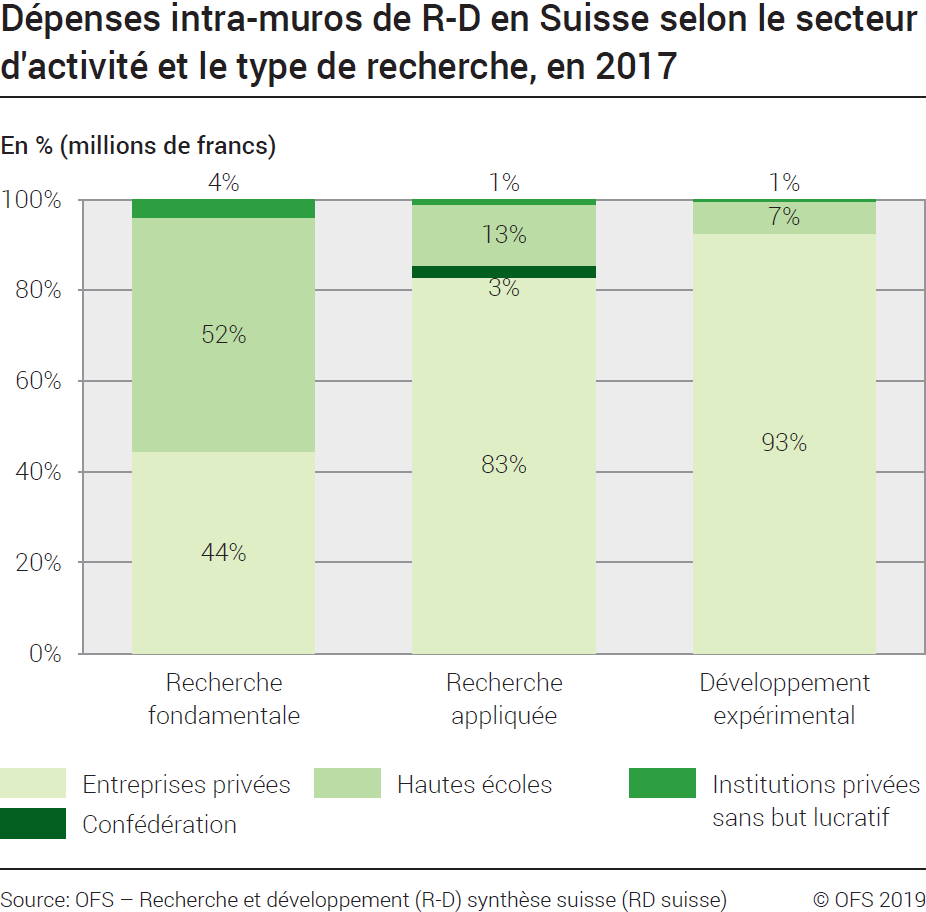 Dépenses intra-muros de R-D en Suisse selon le secteur
d'activité et le type de recherche, en 2017
En % (millions de francs)
4% 1% 1%
100%
7%
13%
80%
3%
52%
60%
93%
83%
40%
44%
20%
0%
Recherche
fondamentale
Recherche
appliquée
Développement
expérimental
Entreprises privées
Hautes écoles
Institutions privées
sans but lucratif
Confédération
Source: OFS – Recherche et développement (R-D) synthèse suisse (RD suisse) © OFS 2019